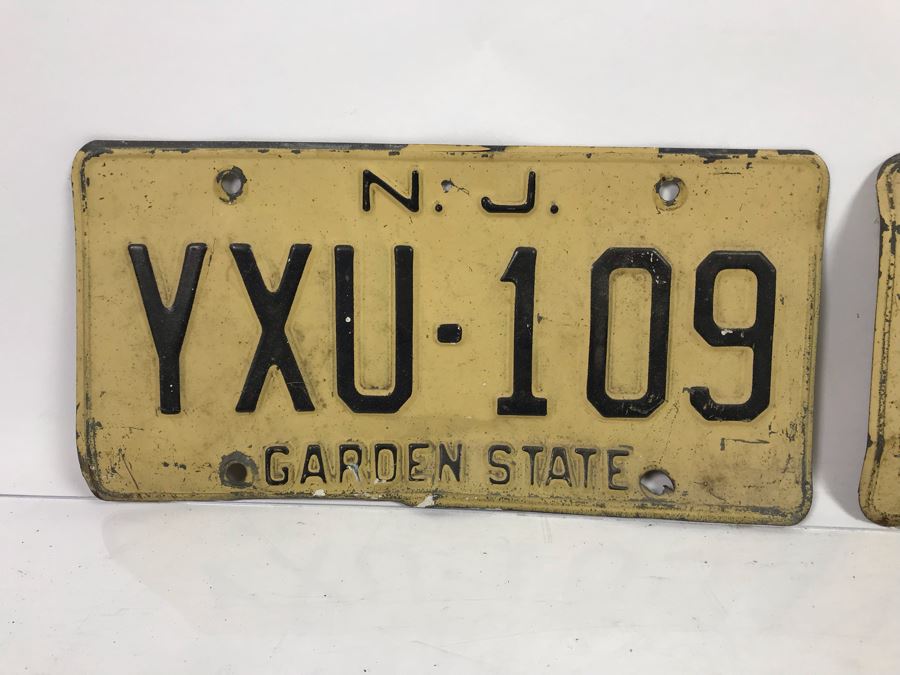 N.J.
YXU·109
GARDEN STATE